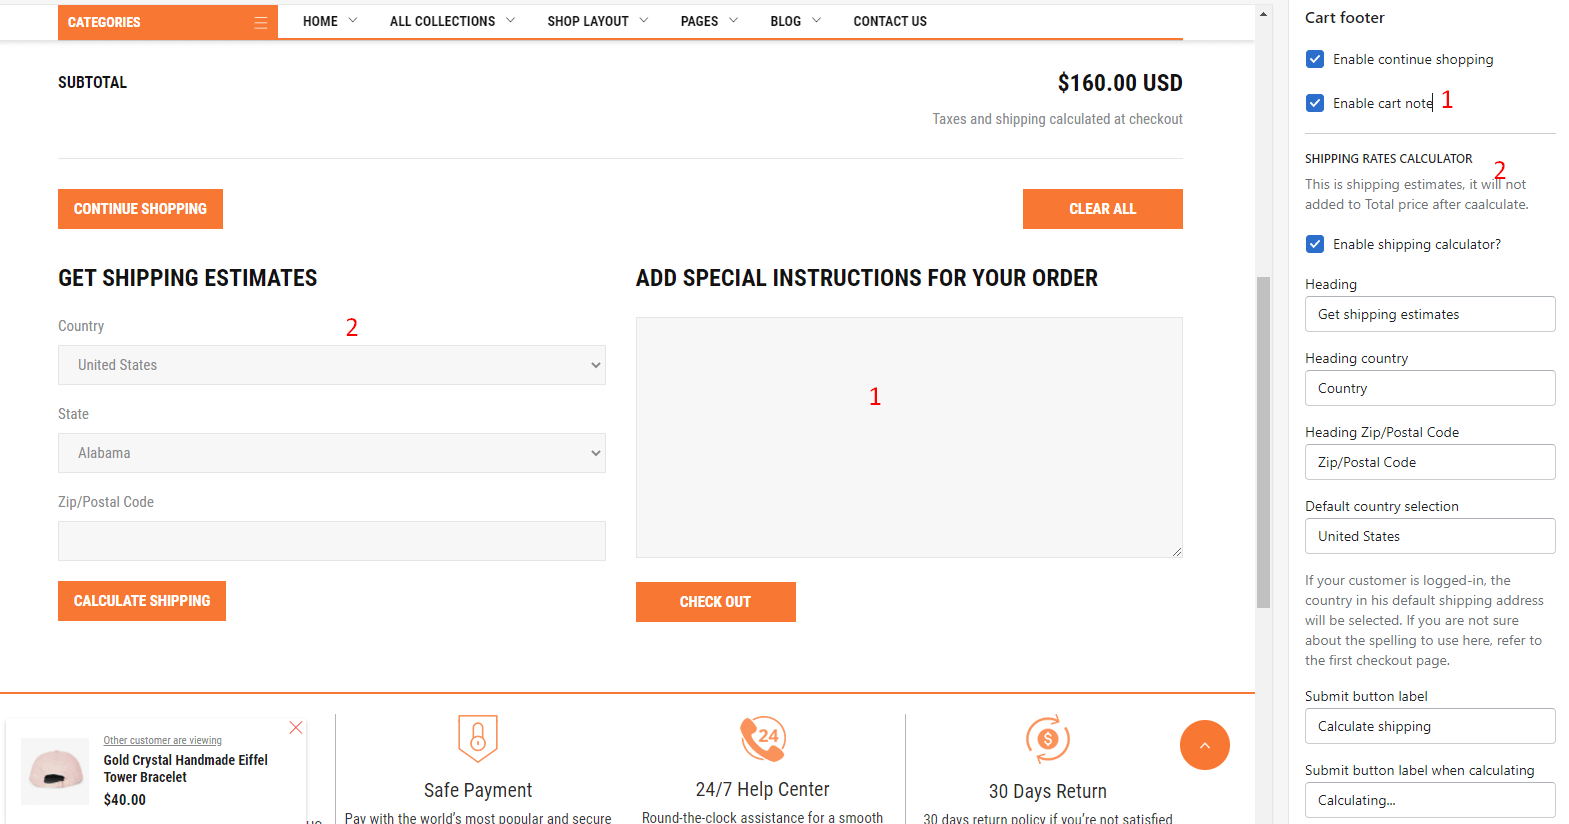 CATEGORIES
HOME
ALL COLLECTIONS
SHOP LAYOUT
PAGES
BLOG
CONTACT US
SUBTOTAL
$160.00 USD
Taxes and shipping calculated at checkout
CONTINUE SHOPPING
CLEAR ALL
GET SHIPPING ESTIMATES
Country
2
United States
State
Alabama
Zip/Postal Code
CALCULATE SHIPPING
ADD SPECIAL INSTRUCTIONS FOR YOUR ORDER
1
CHECK OUT
Other customer are viewing
Gold Crystal Handmade Eiffel
Tower Bracelet
$40.00
Safe Payment
Pay with the world's most popular and secure
24
24/7 Help Center
Round-the-clock assistance for a smooth
$
30 Days Return
30 days return policy if you're not satisfied
Cart footer
Enable continue shopping
Enable cart note
1
SHIPPING RATES CALCULATOR
2
This is shipping estimates, it will not
added to Total price after caalculate.
Enable shipping calculator?
Heading
Get shipping estimates
Heading country
Country
Heading Zip/Postal Code
Zip/Postal Code
Default country selection
United States
If your customer is logged-in, the
country in his default shipping address
will be selected. If you are not sure
about the spelling to use here, refer to
the first checkout page.
Submit button label
Calculate shipping
Submit button label when calculating
Calculating...